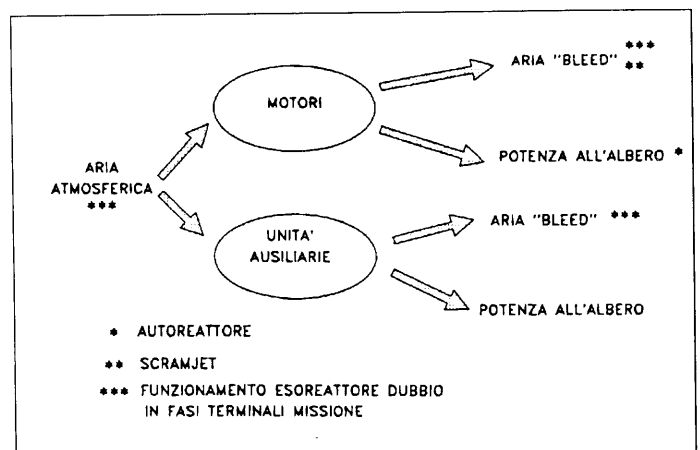 ARIA "BLEED" ***
**
MOTORI
POTENZA ALL'ALBERO *
ARIA
ATMOSFERICA
***
ARIA "BLEED" ***
UNITA'
AUSILIARIE
POTENZA ALL'ALBERO
* AUTOREATTORE
** SCRAMJET
*** FUNZIONAMENTO ESOREATTORE DUBBIO
IN FASI TERMINALI MISSIONE